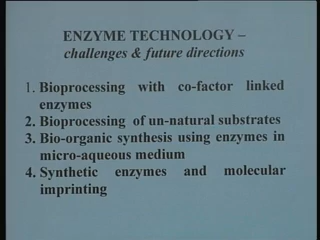 ENZYME TECHNOLOGY –
challenges & future directions
1. Bioprocessing with co-factor linked
enzymes
2. Bioprocessing of un-natural substrates
3. Bio-organic synthesis using enzymes in
micro-aqueous medium
4. Synthetic enzymes and molecular
imprinting